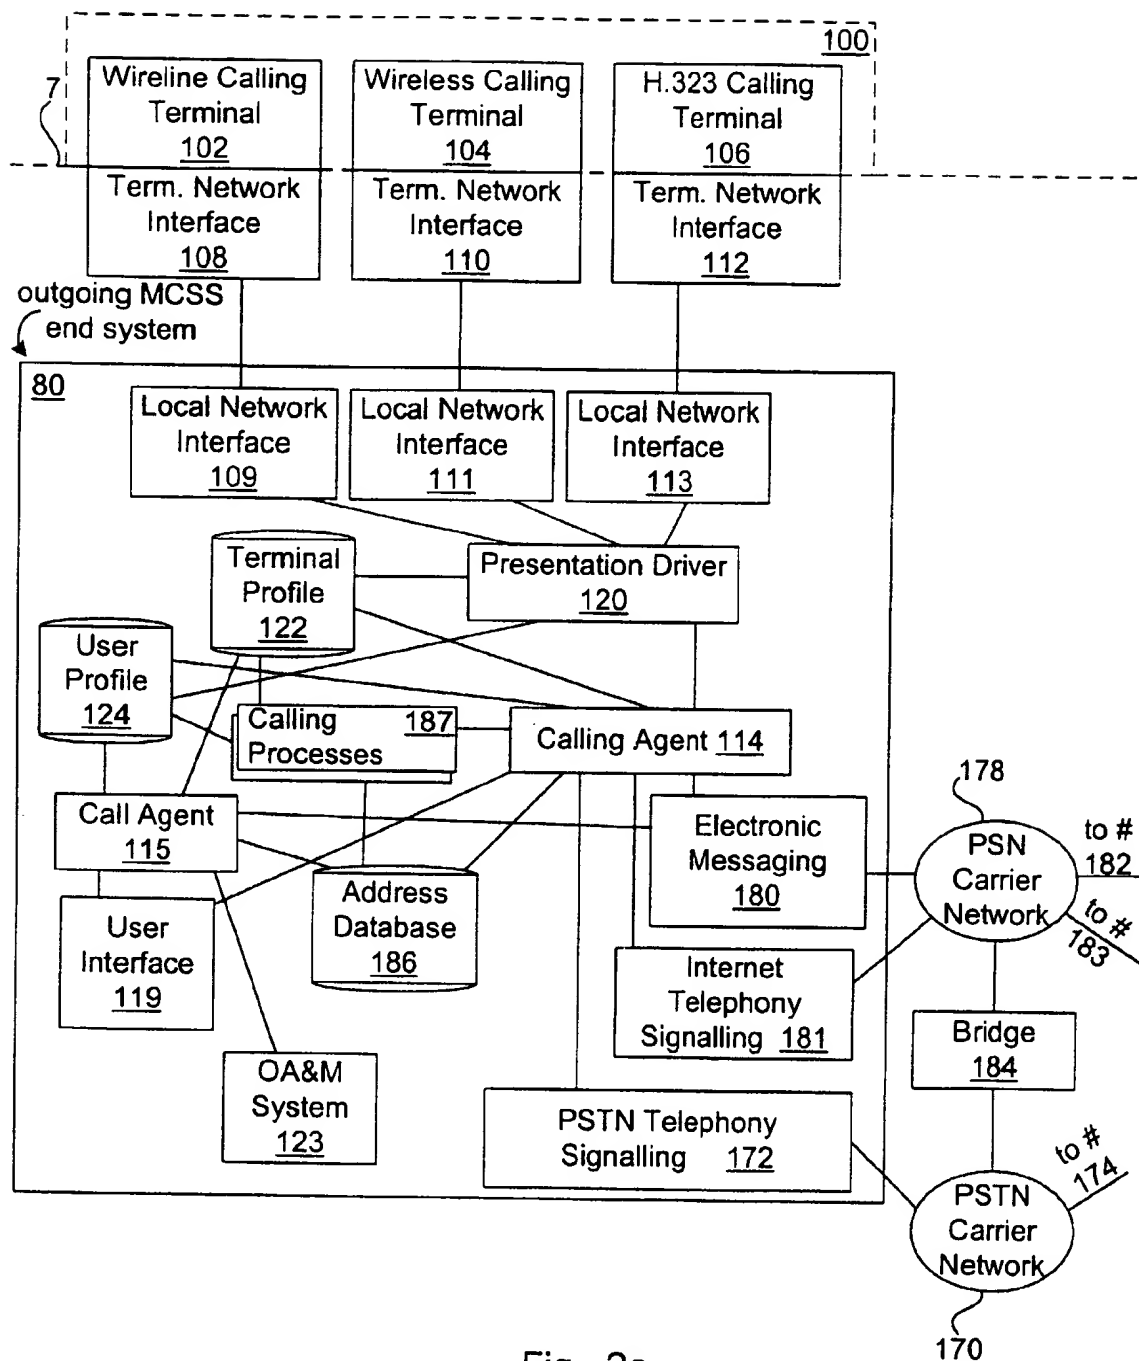 100
7
Wireline Calling
Terminal
102
Wireless Calling
Terminal
104
H.323 Calling
Terminal
106
Term. Network
Interface
108
Term. Network
Interface
110
Term. Network
Interface
112
outgoing MCSS
end system
80
Local Network
Interface
109
Local Network
Interface
111
Local Network
Interface
113
Terminal
Profile
122
Presentation Driver
120
User
Profile
124
Calling
Processes
187
Calling Agent 114
178
Call Agent
115
Electronic
Messaging
180
PSN
Carrier
Network
to #
182
to #
183
Address
Database
186
User
Interface
119
Internet
Telephony
Signalling 181
Bridge
184
OA&M
System
123
PSTN Telephony
Signalling 172
to #
174
PSTN
Carrier
Network
170